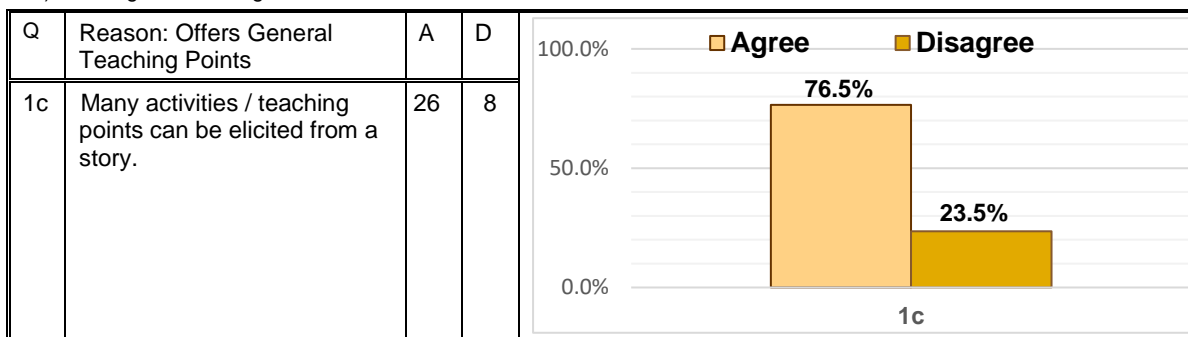 Q Reason: Offers General A D
Teaching Points
1c Many activities / teaching 26 8
points can be elicited from a
story.
Agree Disagree
100.0%
76.5%
50.0%
23.5%
0.0%
1c